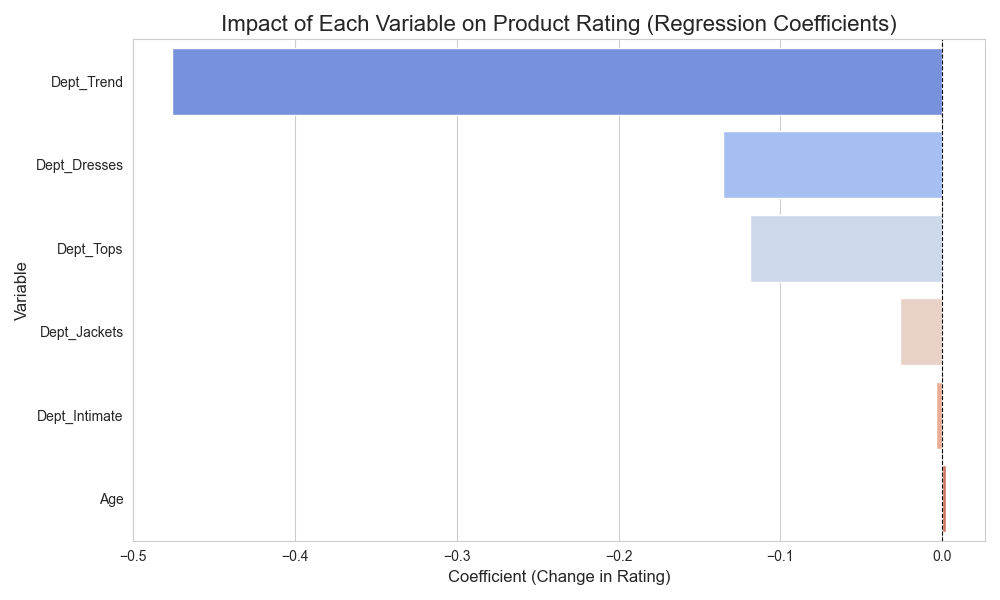 Impact of Each Variable on Product Rating (Regression Coefficients)
Variable
Dept_Trend
Dept_Dresses
Dept_Tops
Dept_Jackets
Dept_Intimate
Age
−0.5 −0.4 −0.3 −0.2 −0.1 0.0
Coefficient (Change in Rating)